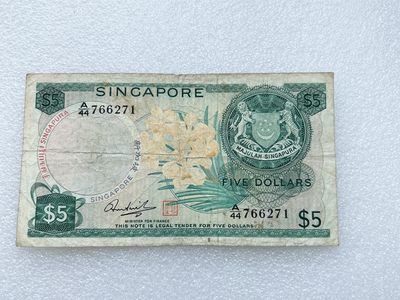 SINGAPORE
$5
$5
A/44 766271
SINGAPURA
SINGAPORE
MAJULAH SINGAPURA
FIVE DOLLARS
A/44 766271
$5
$5
MINISTER FOR FINANCE
THIS NOTE IS LEGAL TENDER FOR FIVE DOLLARS